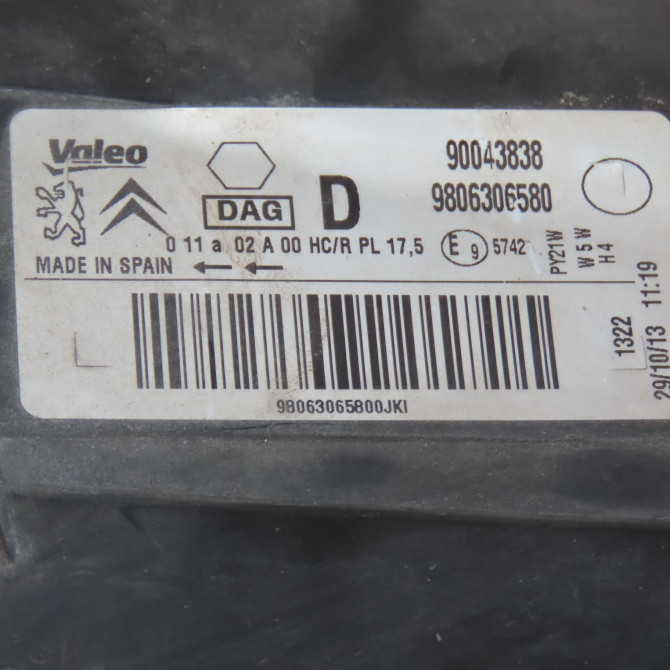 Valeo
90043838
DAG
D
9806306580
0 11 a 02 A 00 HC/R PL 17,5
E 9 5742
PY21W
W5W
H4
MADE IN SPAIN
1322
29/10/13 11:19
98063065800JKI